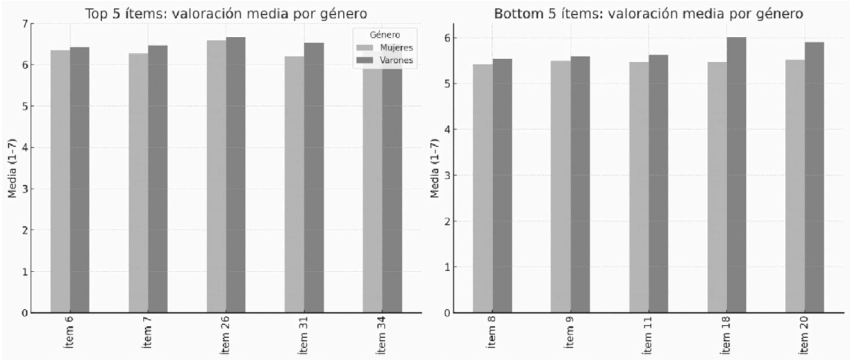 Top 5 ítems: valoración media por género
Media (1–7)
7
6
5
4
3
2
1
0
Género
Mujeres
Varones
ítem 6
ítem 7
ítem 26
ítem 31
ítem 34
Bottom 5 ítems: valoración media por género
Media (1–7)
6
5
4
3
2
1
0
ítem 8
ítem 9
ítem 11
ítem 18
ítem 20